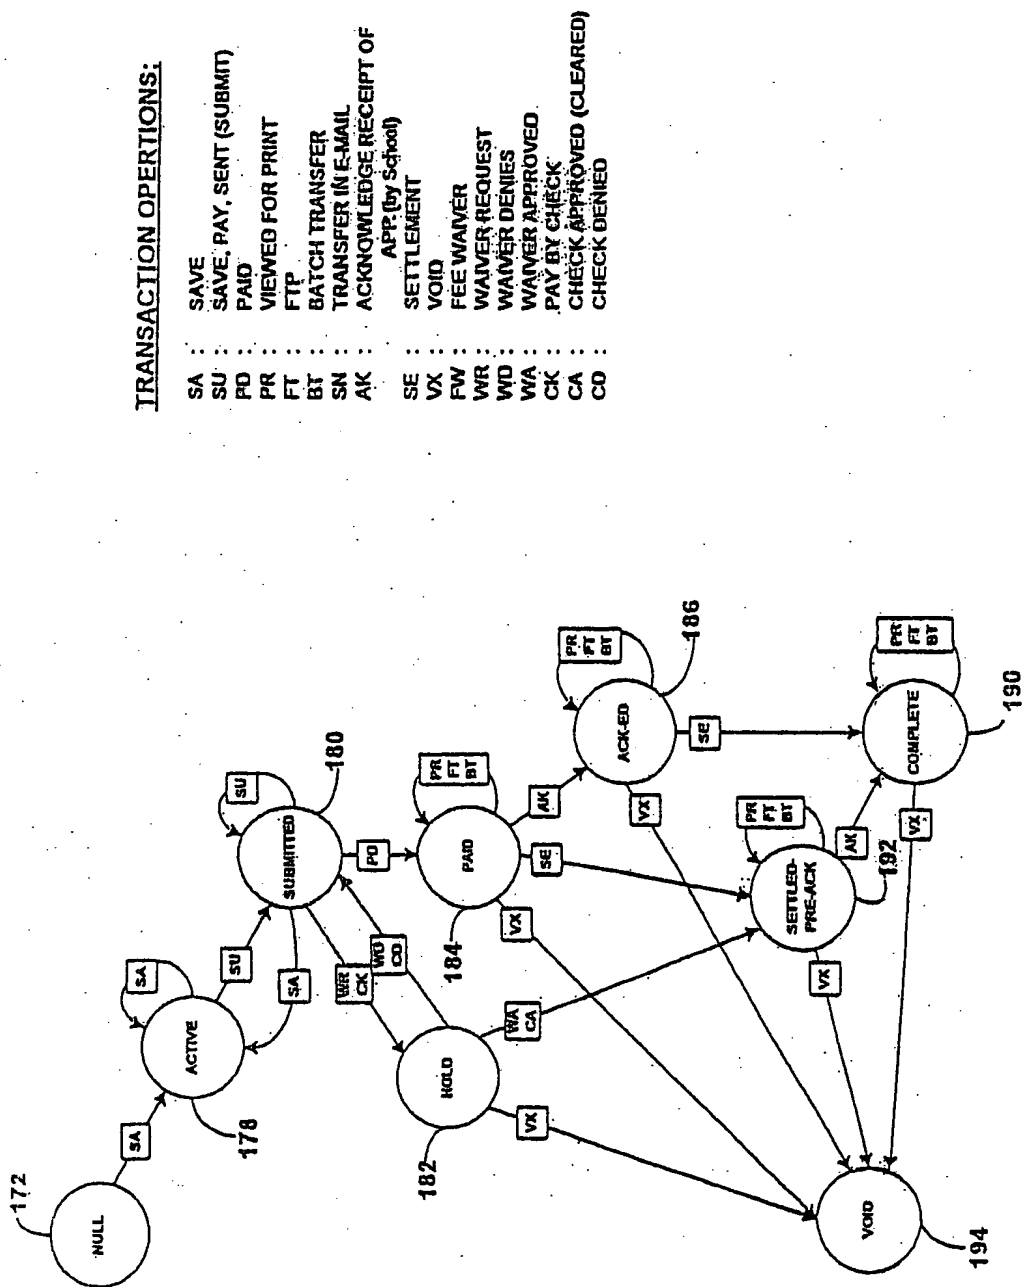 TRANSACTION OPERTIONS:
SA : SAVE
SU : SAVE, PAY, SENT (SUBMIT)
PD : PAID
PR : VIEWED FOR PRINT
FT : FTP
BT : BATCH TRANSFER
SN : TRANSFER IN E-MAIL
AK : ACKNOWLEDGE RECEIPT OF
APP. (by School)
SE : SETTLEMENT
VX : VOID
FW : FEE WAIVER
WR : WAIVER REQUEST
WD : WAIVER DENIES
WA : WAIVER APPROVED
CK : PAY BY CHECK
CA : CHECK APPROVED (CLEARED)
CD : CHECK DENIED
172
NULL
SA
ACTIVE
SA
178
SU
SA
SUBMITTED
SU
180
WR
CK
WD
CD
PD
HOLD
182
PAID
PR
FT
BT
184
VX
WA
CA
VX
SE
AK
ACK-ED
PR
FT
BT
186
VX
SE
SETTLED-
PRE-ACK
PR
FT
BT
192
VX
AK
COMPLETE
PR
FT
BT
190
VX
VOID
194